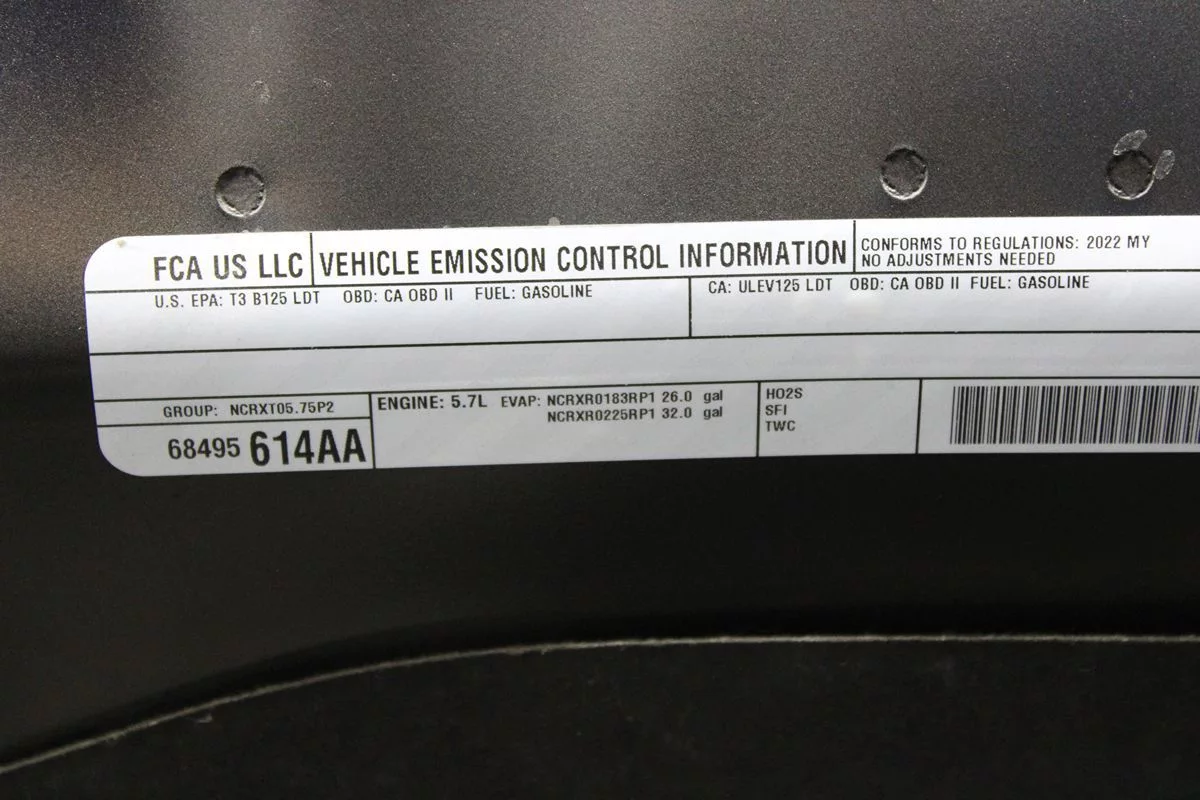 FCA US LLC
VEHICLE EMISSION CONTROL INFORMATION
CONFORMS TO REGULATIONS: 2022 MY
NO ADJUSTMENTS NEEDED
U.S. EPA: T3 B125 LDT OBD: CA OBD II FUEL: GASOLINE
CA: ULEV125 LDT OBD: CA OBD II FUEL: GASOLINE
GROUP: NCRXT05.75P2
68495 614AA
ENGINE: 5.7L EVAP: NCRXR0183RP1 26.0 gal
NCRXR0225RP1 32.0 gal
HO2S
SFI
TWC